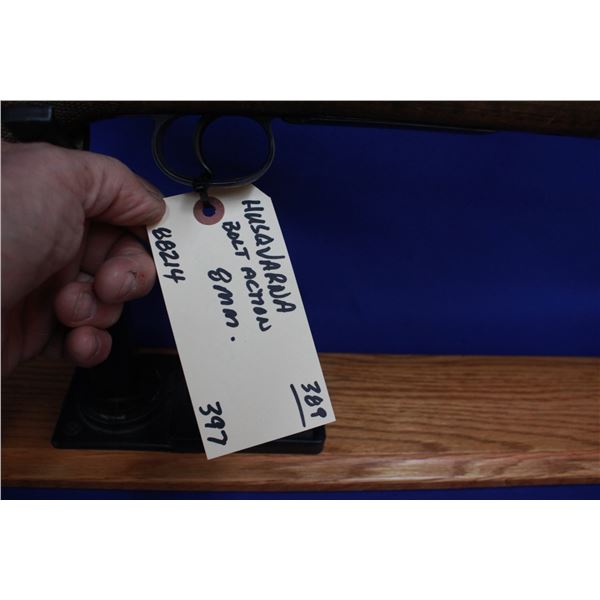 HUSQVARNA
BOLT ACTION
8mm.
88214
389
397